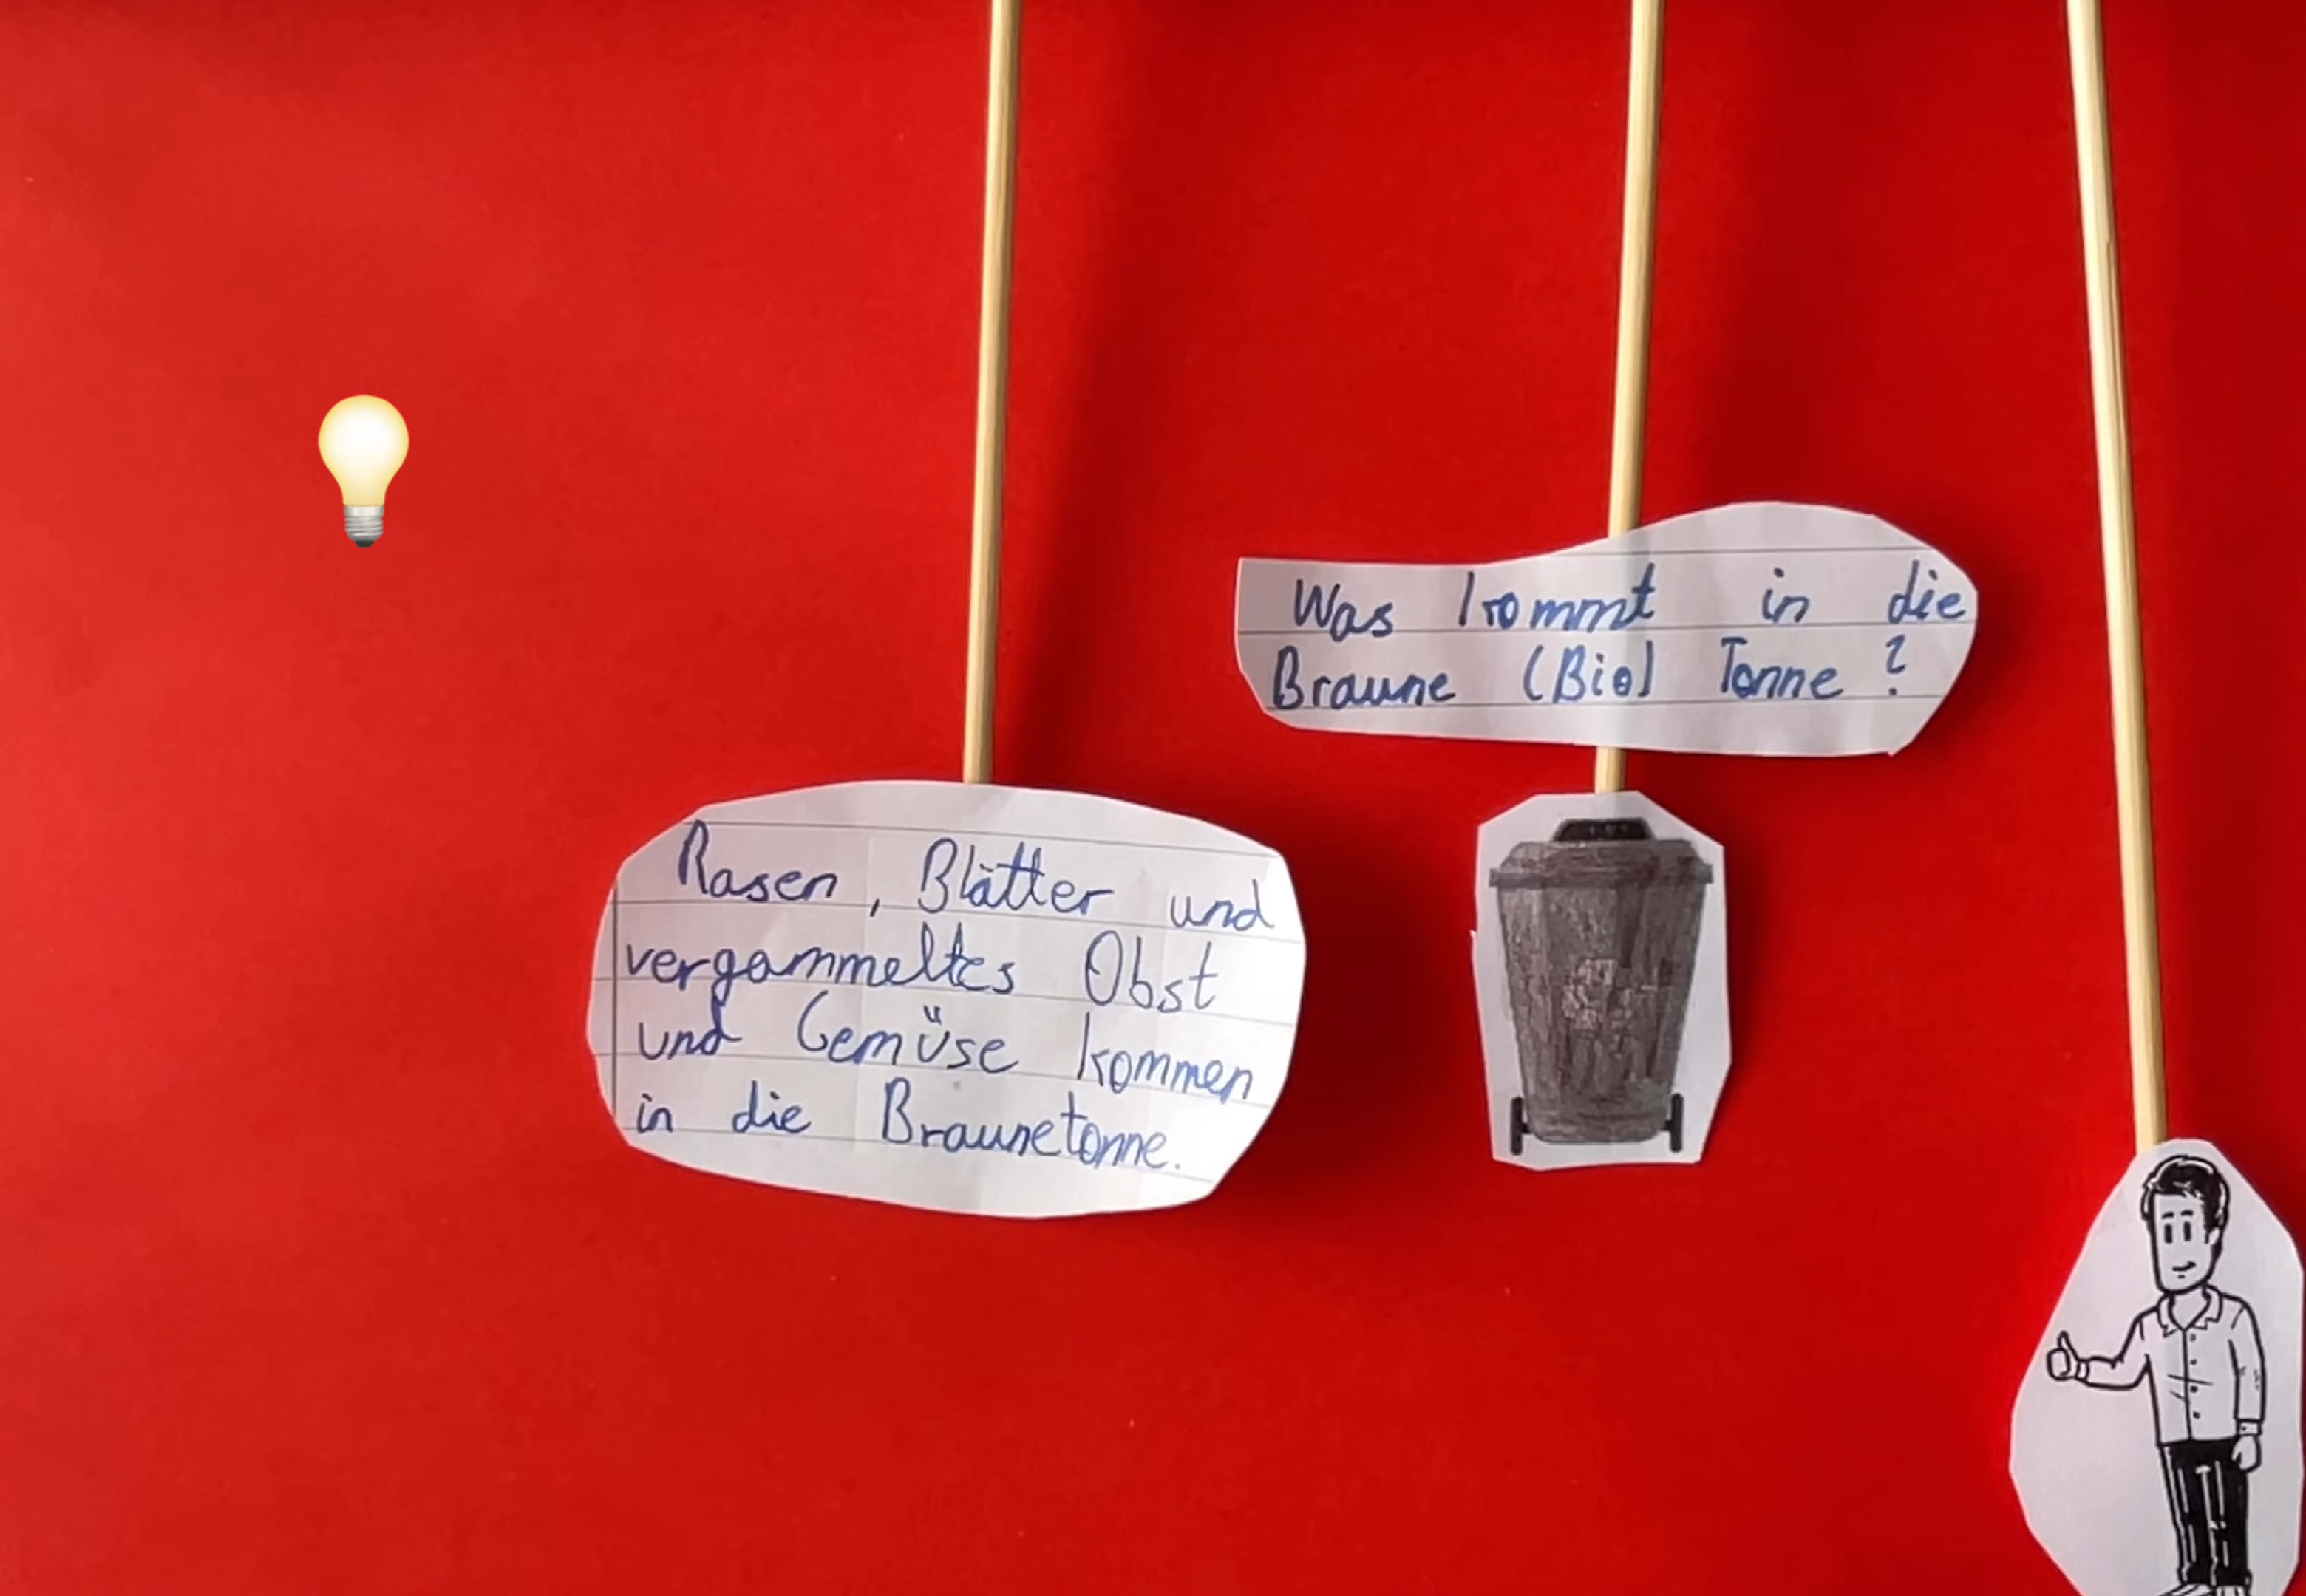 Was kommt in die
Braune (Bio) Tonne?
Rasen, Blätter und
vergammeltes Obst
und Gemüse kommen
in die Braunetonne.